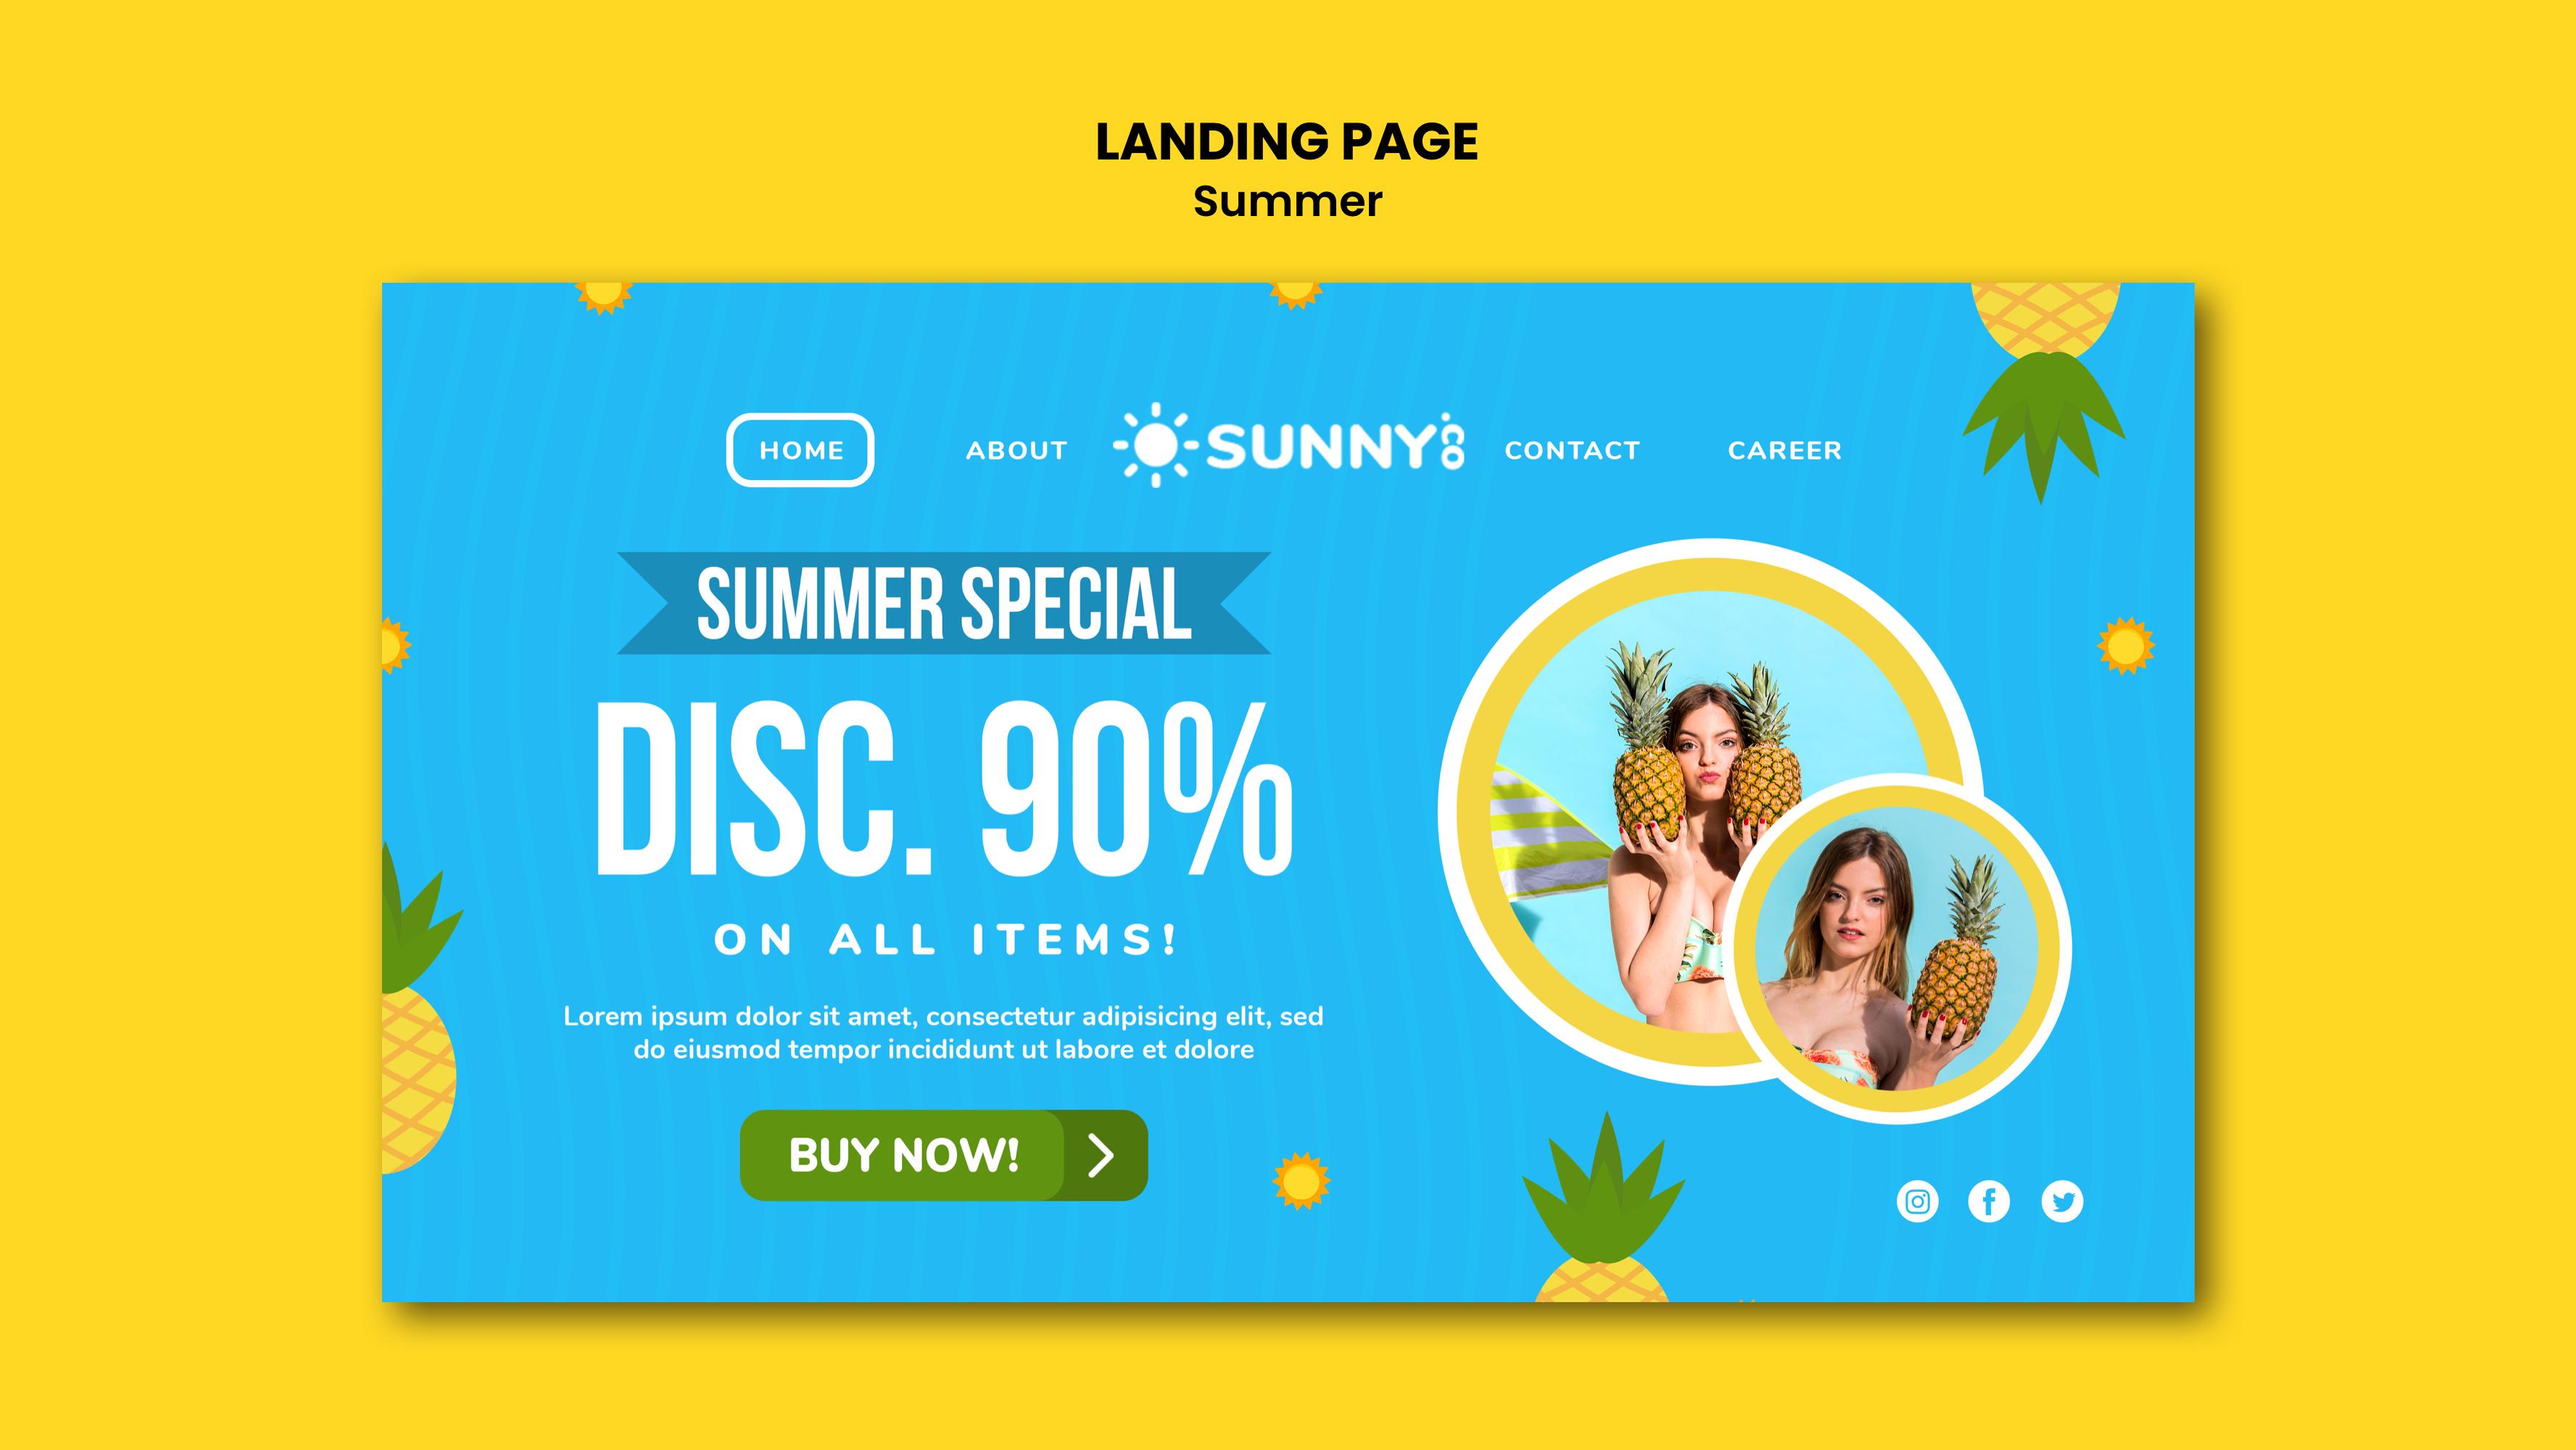 LANDING PAGE
Summer
HOME
ABOUT
SUNNY.CO
CONTACT
CAREER
SUMMER SPECIAL
DISC. 90%
ON ALL ITEMS!
Lorem ipsum dolor sit amet, consectetur adipisicing elit, sed
do eiusmod tempor incididunt ut labore et dolore
BUY NOW!